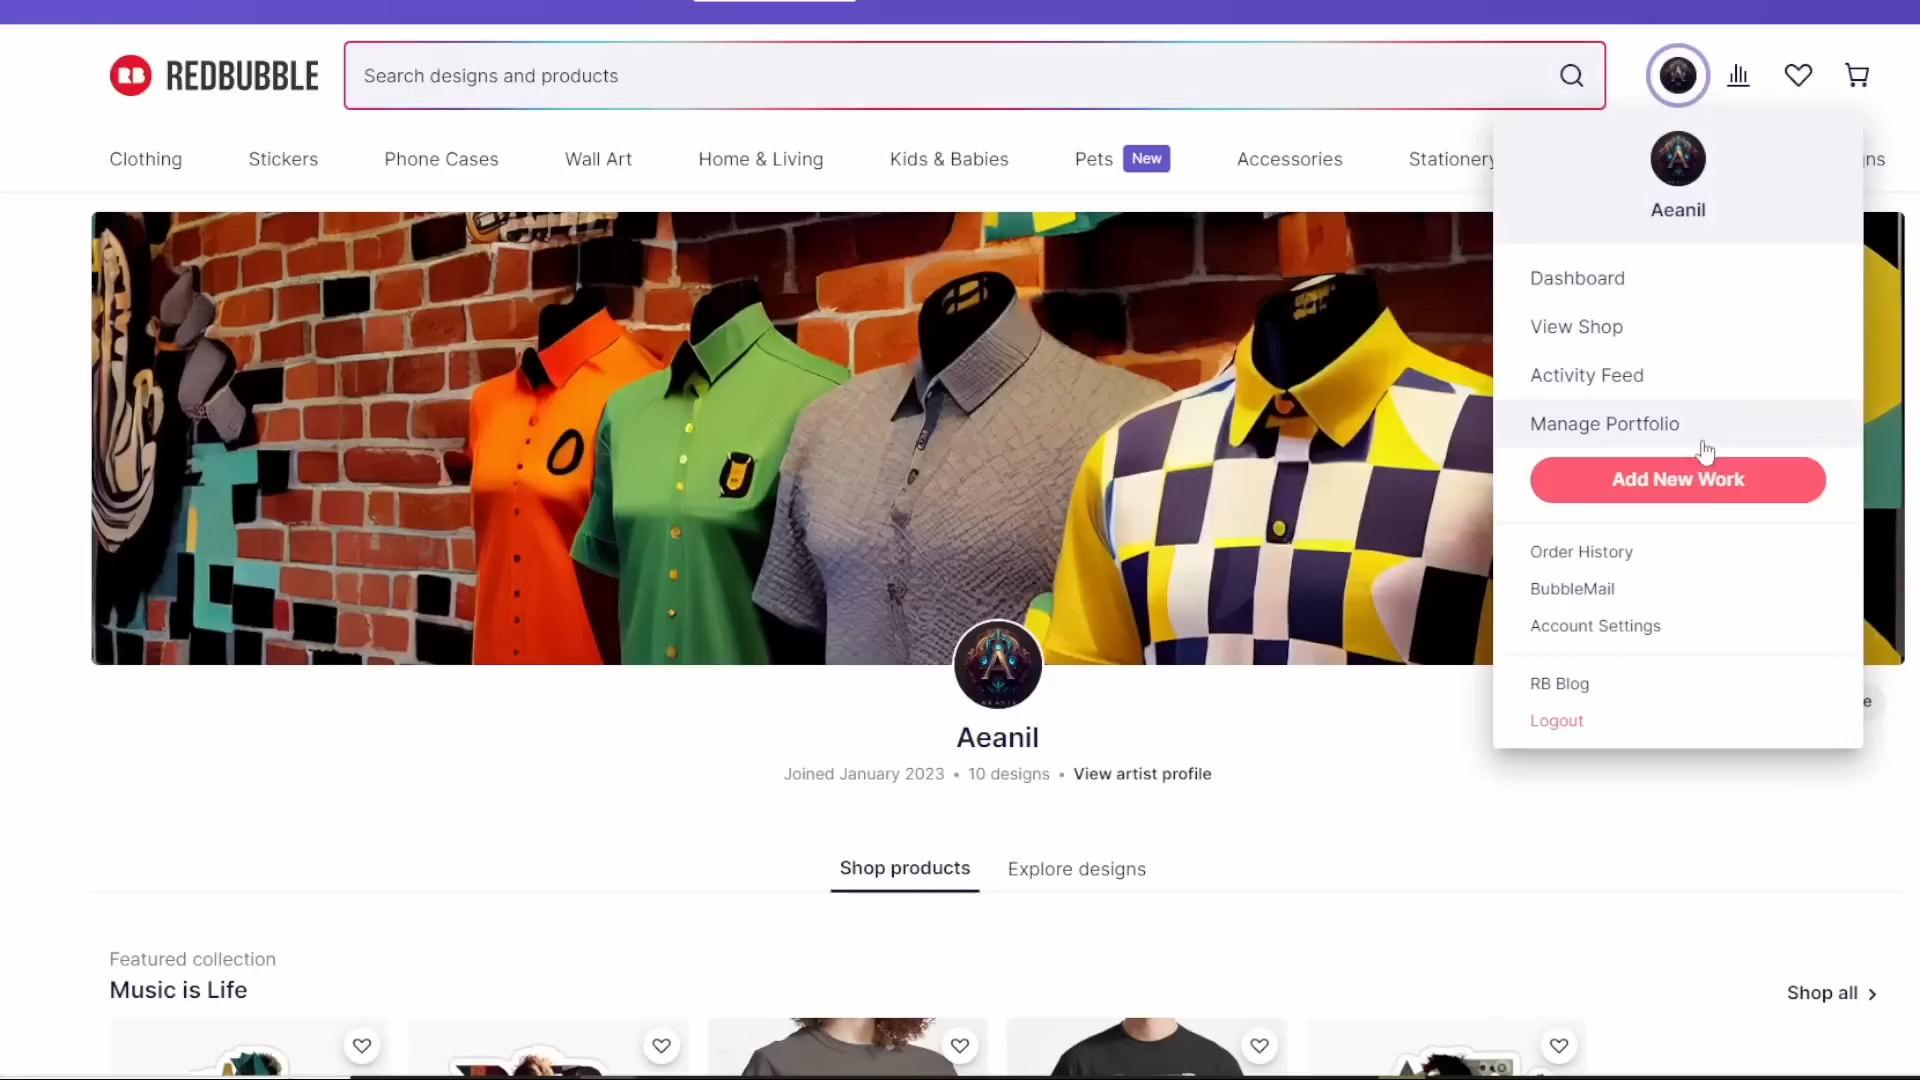 RB REDBUBBLE
Search designs and products
Clothing
Stickers
Phone Cases
Wall Art
Home & Living
Kids & Babies
Pets New
Accessories
Stationery
Aeanil
Dashboard
View Shop
Activity Feed
Manage Portfolio
Add New Work
Order History
BubbleMail
Account Settings
RB Blog
Logout
A
Aeanil
Joined January 2023 • 10 designs • View artist profile
Shop products
Explore designs
Featured collection
Music is Life
Shop all